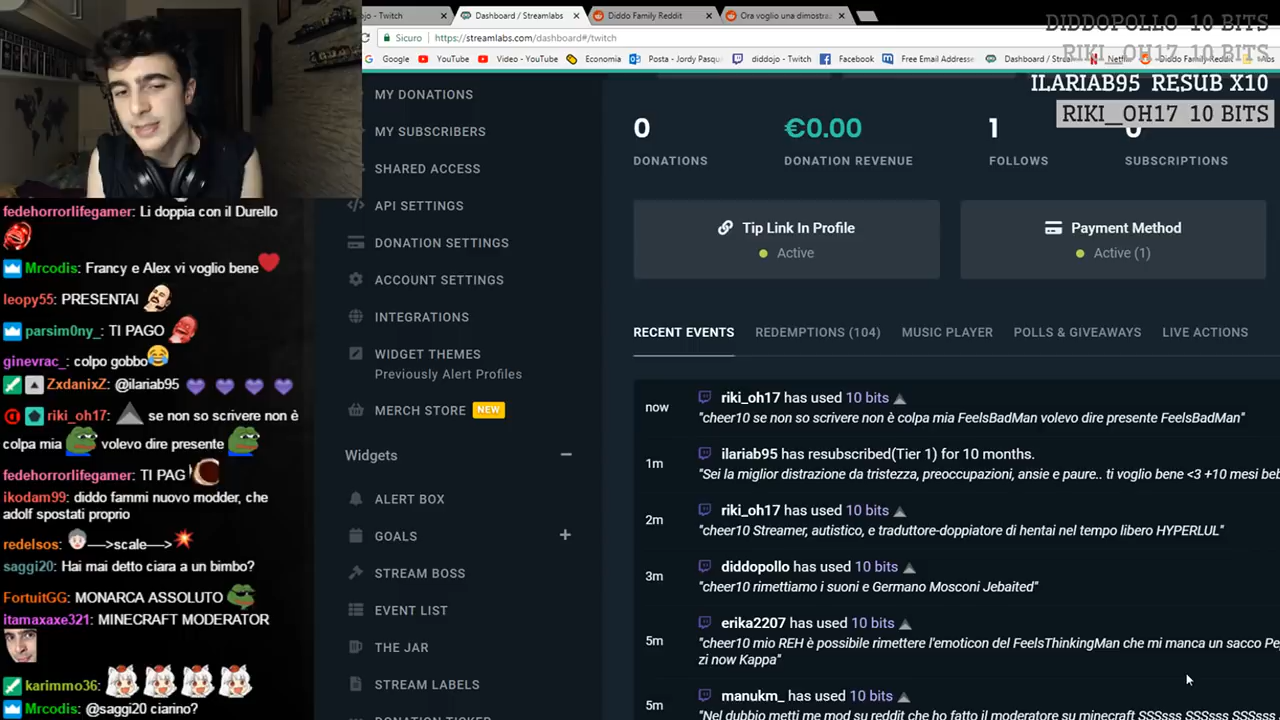 ojo - Twitch
Dashboard / Streamlabs
Diddo Family Reddit
Ora voglio una dimostraz
DIDDOPOLLO 10 BITS
RIKI_OH17 10 BITS
ILARIAB95 RESUB X10
RIKI_OH17 10 BITS
Sicuro
https://streamlabs.com/dashboard#/twitch
YouTube
Video - YouTube
Economia
Posta - Jordy Pasqu
diddojo - Twitch
Facebook
Free Email Addresse
Dashboard / Strea
MY DONATIONS
MY SUBSCRIBERS
SHARED ACCESS
API SETTINGS
DONATION SETTINGS
ACCOUNT SETTINGS
INTEGRATIONS
WIDGET THEMES
Previously Alert Profiles
MERCH STORE NEW
Widgets
ALERT BOX
GOALS
STREAM BOSS
EVENT LIST
THE JAR
STREAM LABELS
DONATION TICKER
0
DONATIONS
€0.00
DONATION REVENUE
1
FOLLOWS
0
SUBSCRIPTIONS
Tip Link In Profile
Active
Payment Method
Active (1)
RECENT EVENTS
REDEMPTIONS (104)
MUSIC PLAYER
POLLS & GIVEAWAYS
LIVE ACTIONS
now
riki_oh17 has used 10 bits
"cheer10 se non so scrivere non è colpa mia FeelsBadMan volevo dire presente FeelsBadMan"
1m
ilariab95 has resubscribed(Tier 1) for 10 months.
"Sei la miglior distrazione da tristezza, preoccupazioni, ansie e paure.. ti voglio bene <3 +10 mesi beb
2m
riki_oh17 has used 10 bits
"cheer10 Streamer, autistico, e traduttore-doppiatore di hentai nel tempo libero HYPERLUL"
3m
diddopollo has used 10 bits
"cheer10 rimettiamo i suoni e Germano Mosconi Jebaited"
5m
erika2207 has used 10 bits
"cheer10 mio REH è possibile rimettere l'emoticon del FeelsThinkingMan che mi manca un sacco Pe
zi now Kappa"
5m
manukm_ has used 10 bits
"Nel dubbio metti me mod su reddit che ho fatto il moderatore su minecraft SSSsss SSSsss SSSsss
fedehorrorlifegamer: Li doppia con il Durello
Mrcodis: Francy e Alex vi voglio bene
leopy55: PRESENTAI
parsim0ny_: TI PAGO
ginevrac_: colpo gobbo
ZxdanixZ: @ilariab95
riki_oh17: se non so scrivere non è
colpa mia volevo dire presente
fedehorrorlifegamer: TI PAG
ikodam99: diddo fammi nuovo modder, che
adolf spostati proprio
redelsos: —>scale—>
saggi20: Hai mai detto ciara a un bimbo?
FortuitGG: MONARCA ASSOLUTO
itamaxaxe321: MINECRAFT MODERATOR
karimmo36:
Mrcodis: @saggi20 ciarino?